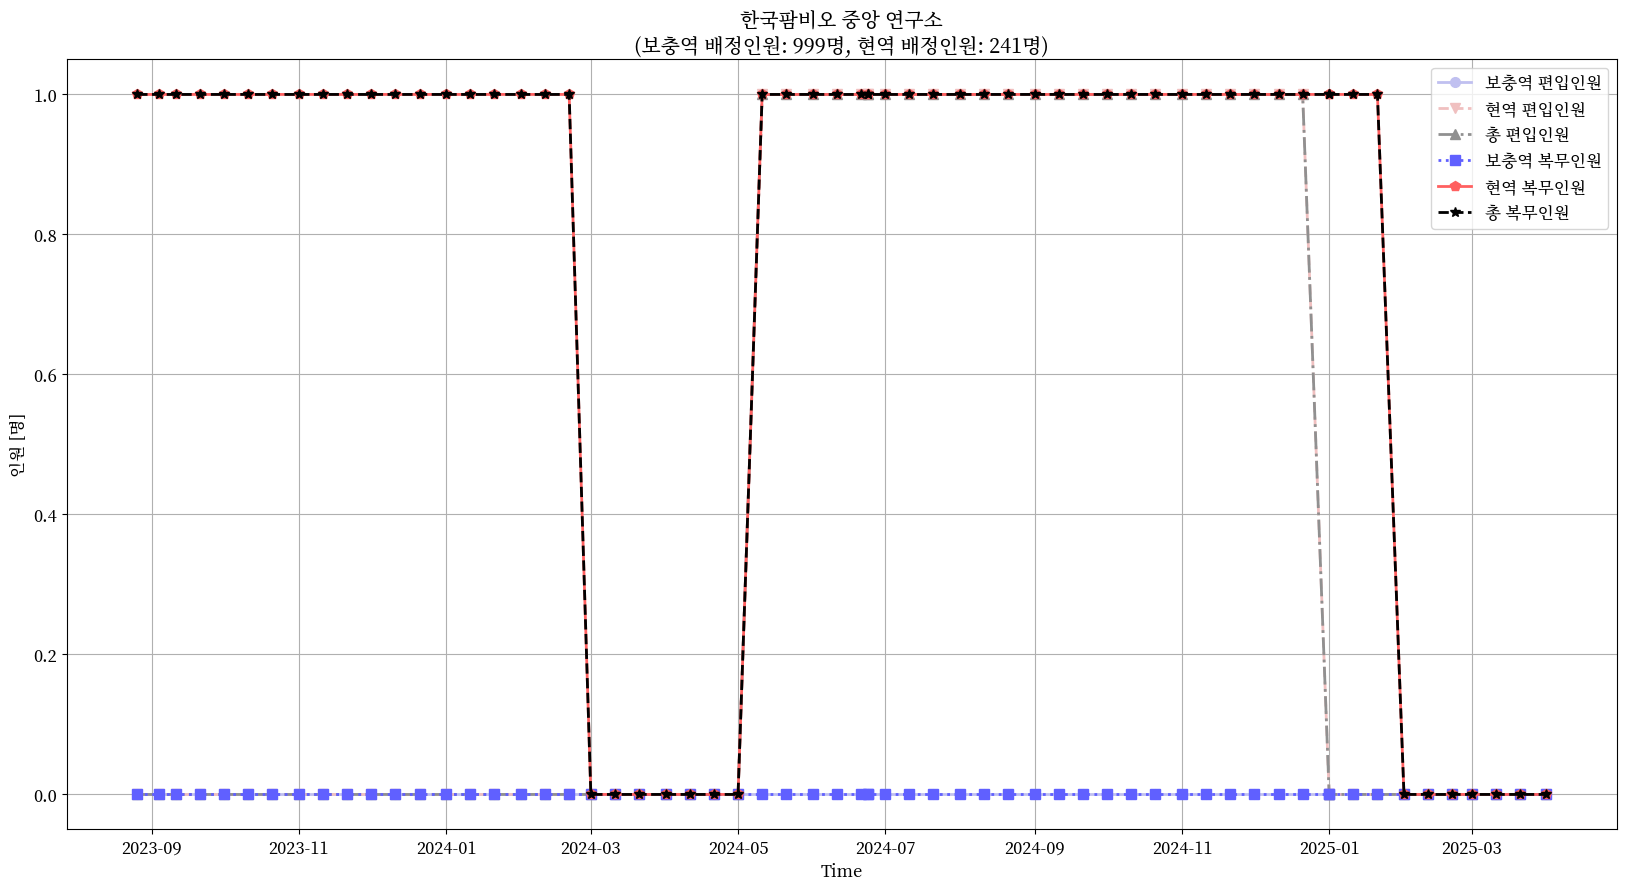 한국팜비오 중앙 연구소
(보충역 배정인원: 999명, 현역 배정인원: 241명)
보충역 편입인원
현역 편입인원
총 편입인원
보충역 복무인원
현역 복무인원
총 복무인원
인원 [명]
1.0
0.8
0.6
0.4
0.2
0.0
2023-09
2023-11
2024-01
2024-03
2024-05
2024-07
2024-09
2024-11
2025-01
2025-03
Time